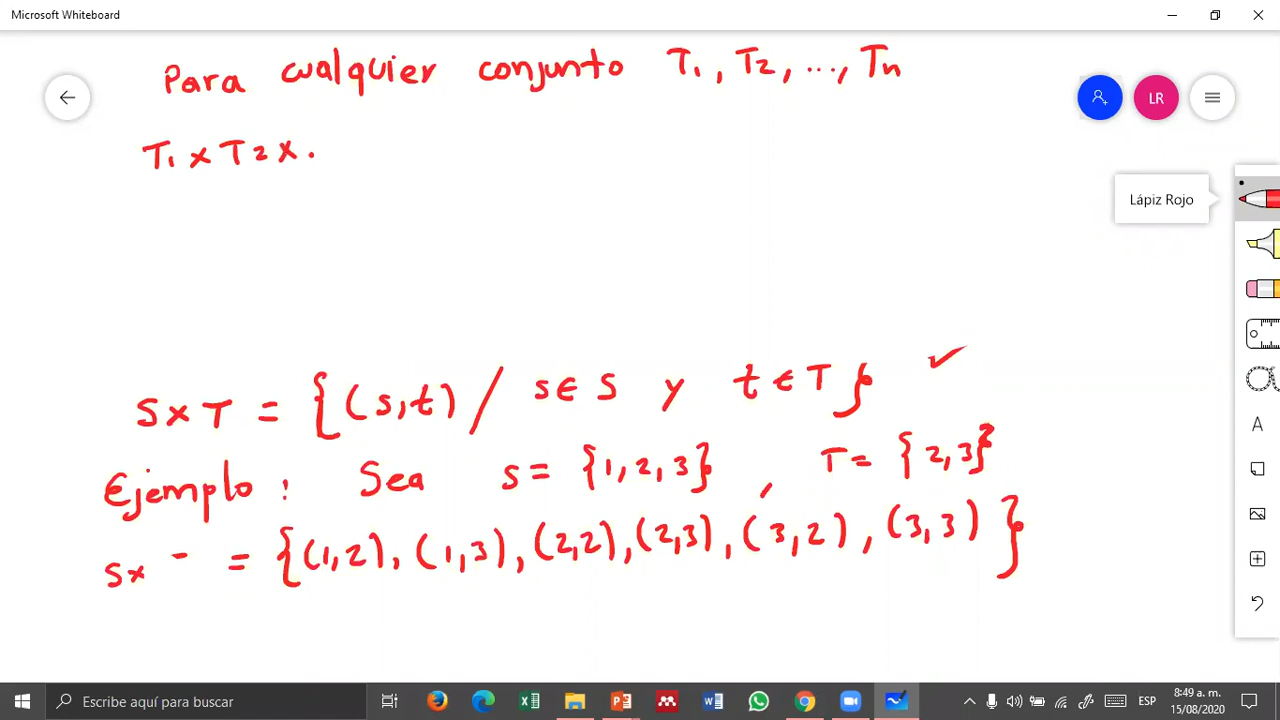 Microsoft Whiteboard
Para cualquier conjunto T1, T2, ..., Tn
LR
T1 x T2 x .
Lápiz Rojo
S x T = {(s,t) / s ∈ S y t ∈ T}
Ejemplo: Sea S = {1, 2, 3} T = {2,3}
Sx = {(1,2), (1,3), (2,2), (2,3), (3,2), (3,3)}
Escribe aquí para buscar
ESP
8:49 a. m.
15/08/2020